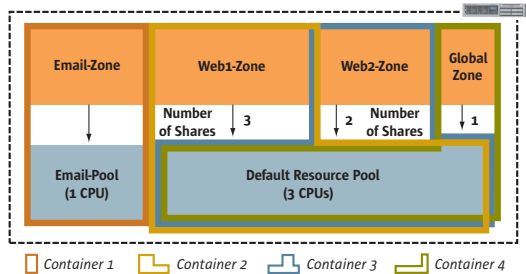 Email-Zone
Web1-Zone
Web2-Zone
Global
Zone
Number
of Shares
3
2
Number
of Shares
1
Email-Pool
(1 CPU)
Default Resource Pool
(3 CPUs)
Container 1
Container 2
Container 3
Container 4